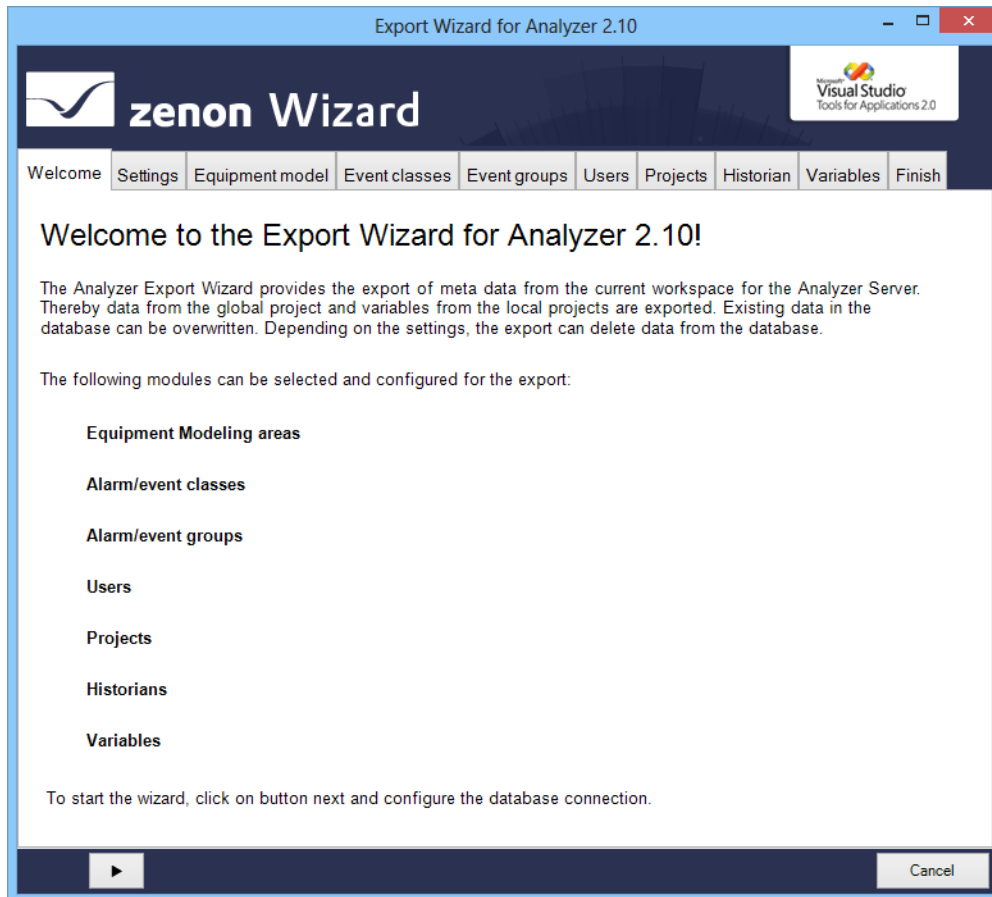 Export Wizard for Analyzer 2.10
zenon Wizard
Microsoft
Visual Studio
Tools for Applications 2.0
Welcome Settings Equipment model Event classes Event groups Users Projects Historian Variables Finish
Welcome to the Export Wizard for Analyzer 2.10!
The Analyzer Export Wizard provides the export of meta data from the current workspace for the Analyzer Server.
Thereby data from the global project and variables from the local projects are exported. Existing data in the
database can be overwritten. Depending on the settings, the export can delete data from the database.
The following modules can be selected and configured for the export:
Equipment Modeling areas
Alarm/event classes
Alarm/event groups
Users
Projects
Historians
Variables
To start the wizard, click on button next and configure the database connection.
Cancel